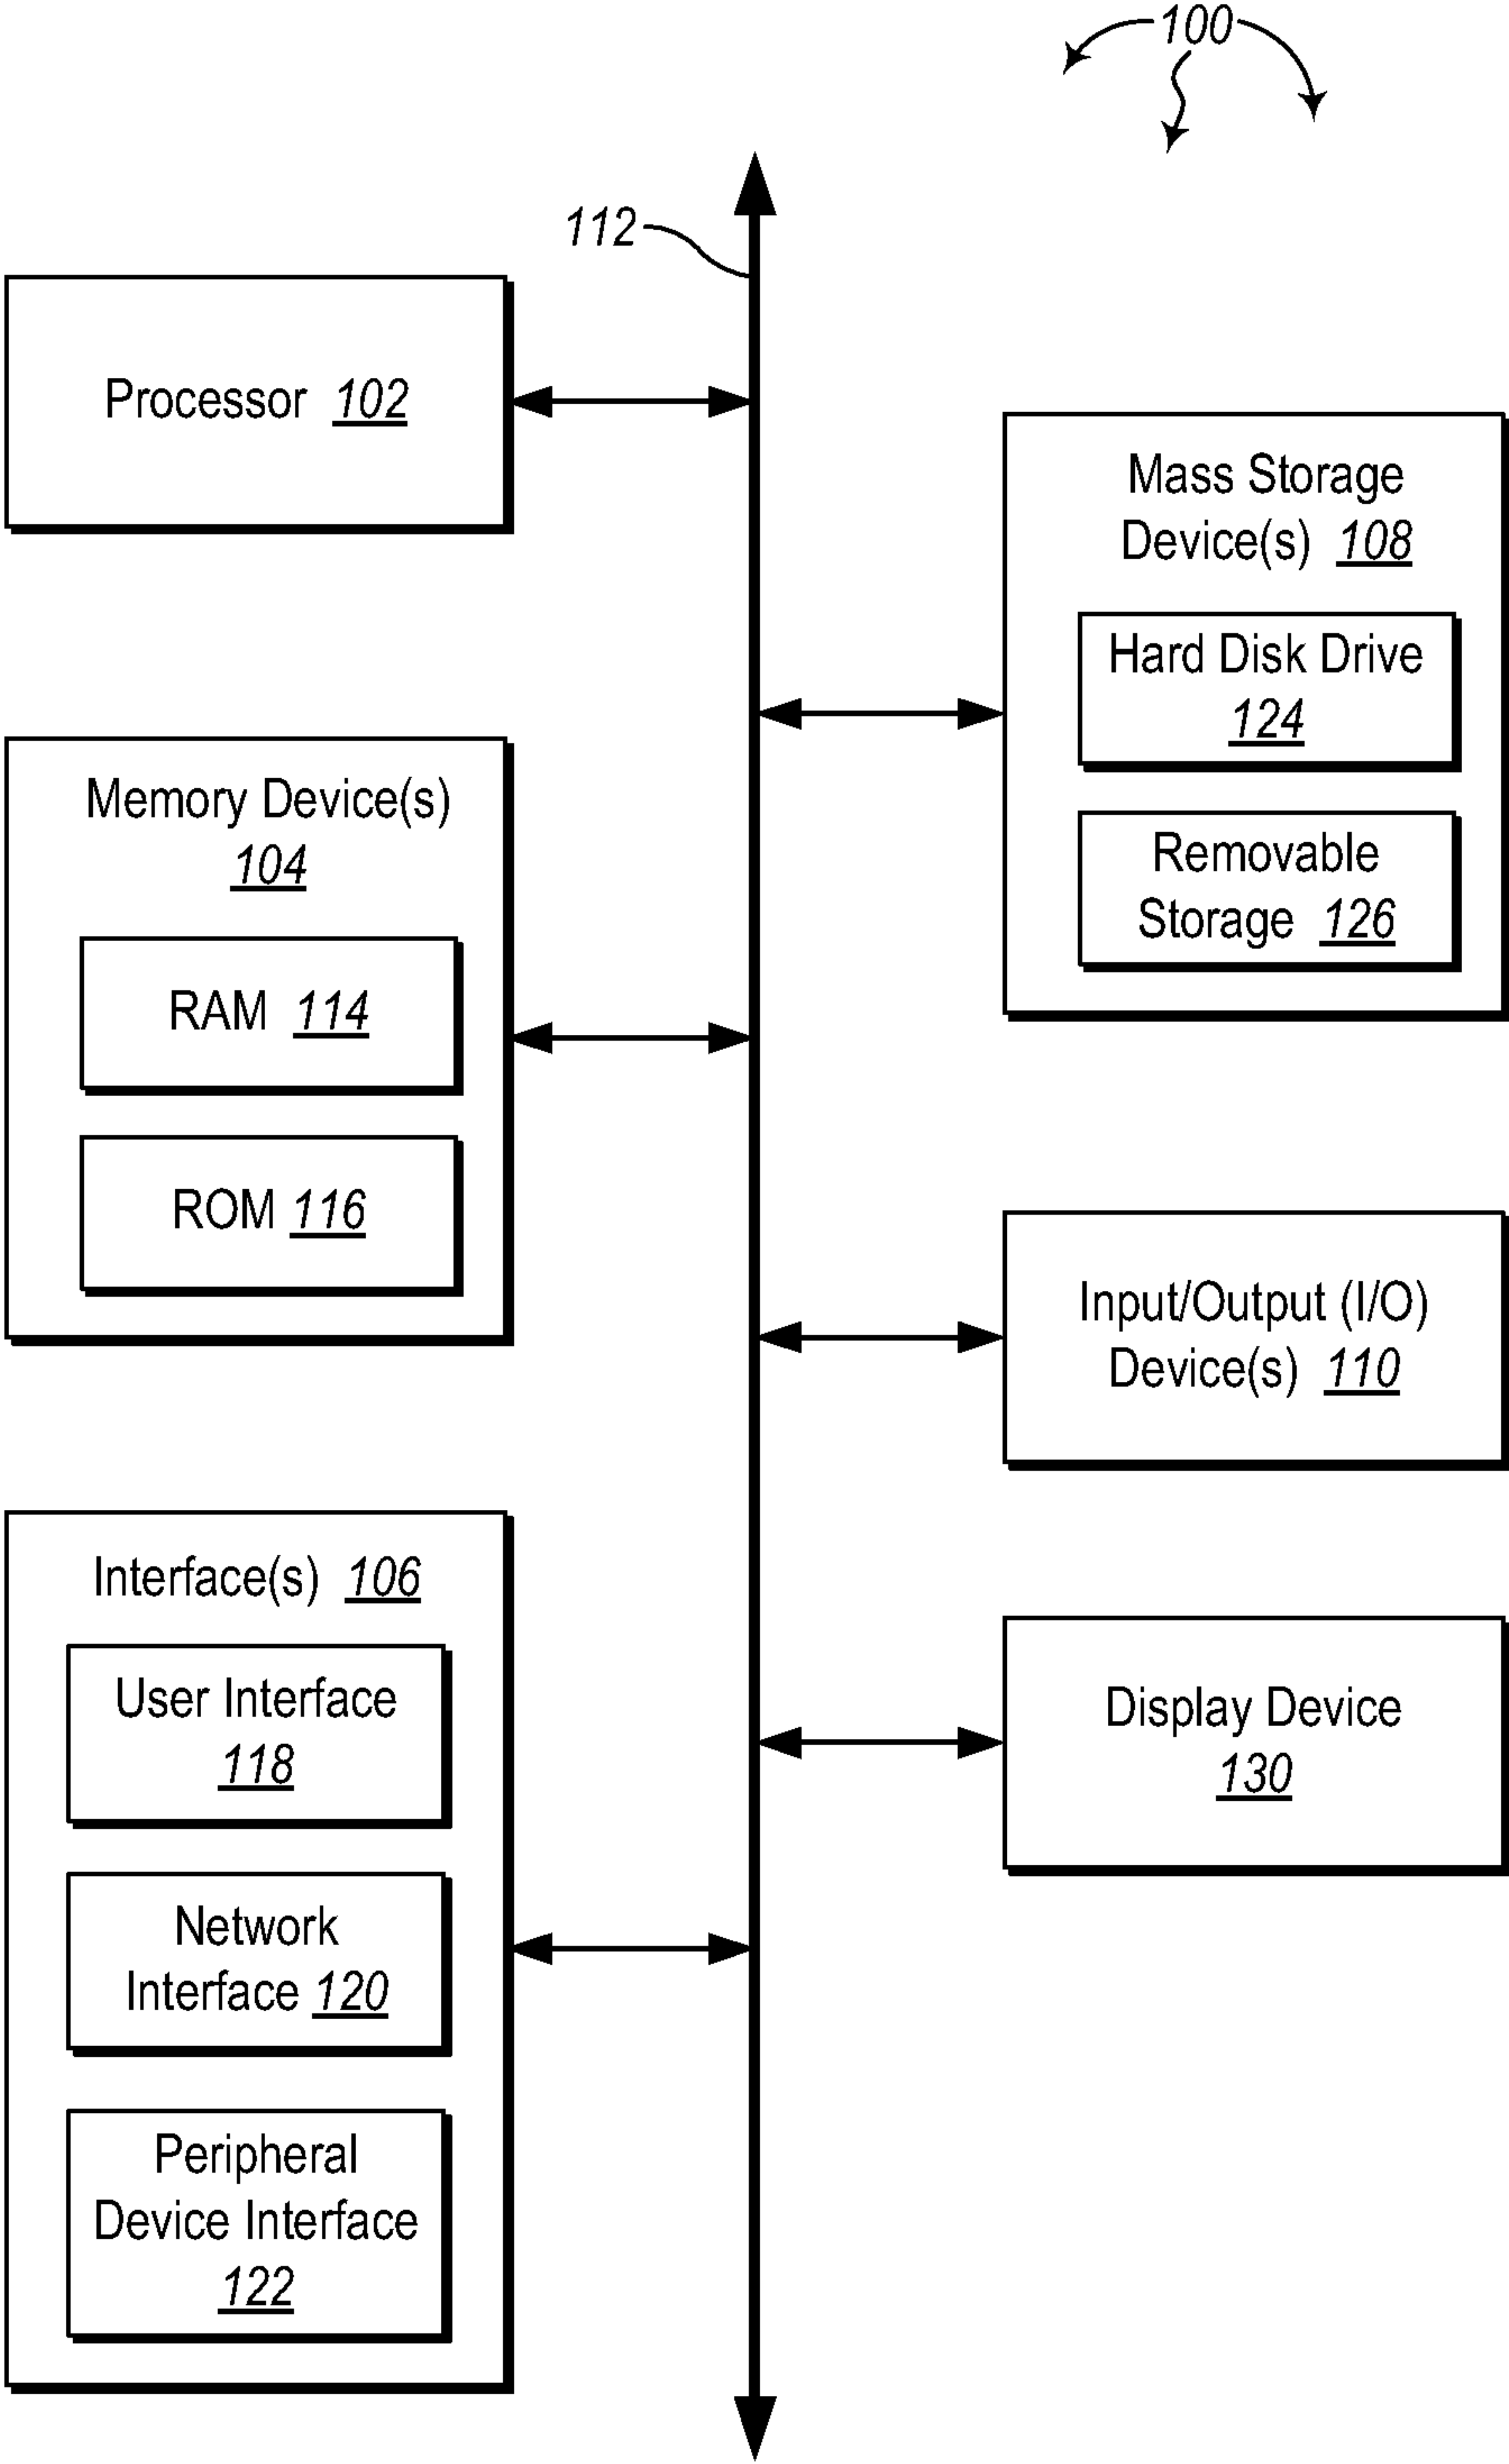 100
112
Processor 102
Mass Storage
Device(s) 108
Hard Disk Drive
124
Removable
Storage 126
Memory Device(s)
104
RAM 114
ROM 116
Input/Output (I/O)
Device(s) 110
Interface(s) 106
User Interface
118
Network
Interface 120
Peripheral
Device Interface
122
Display Device
130